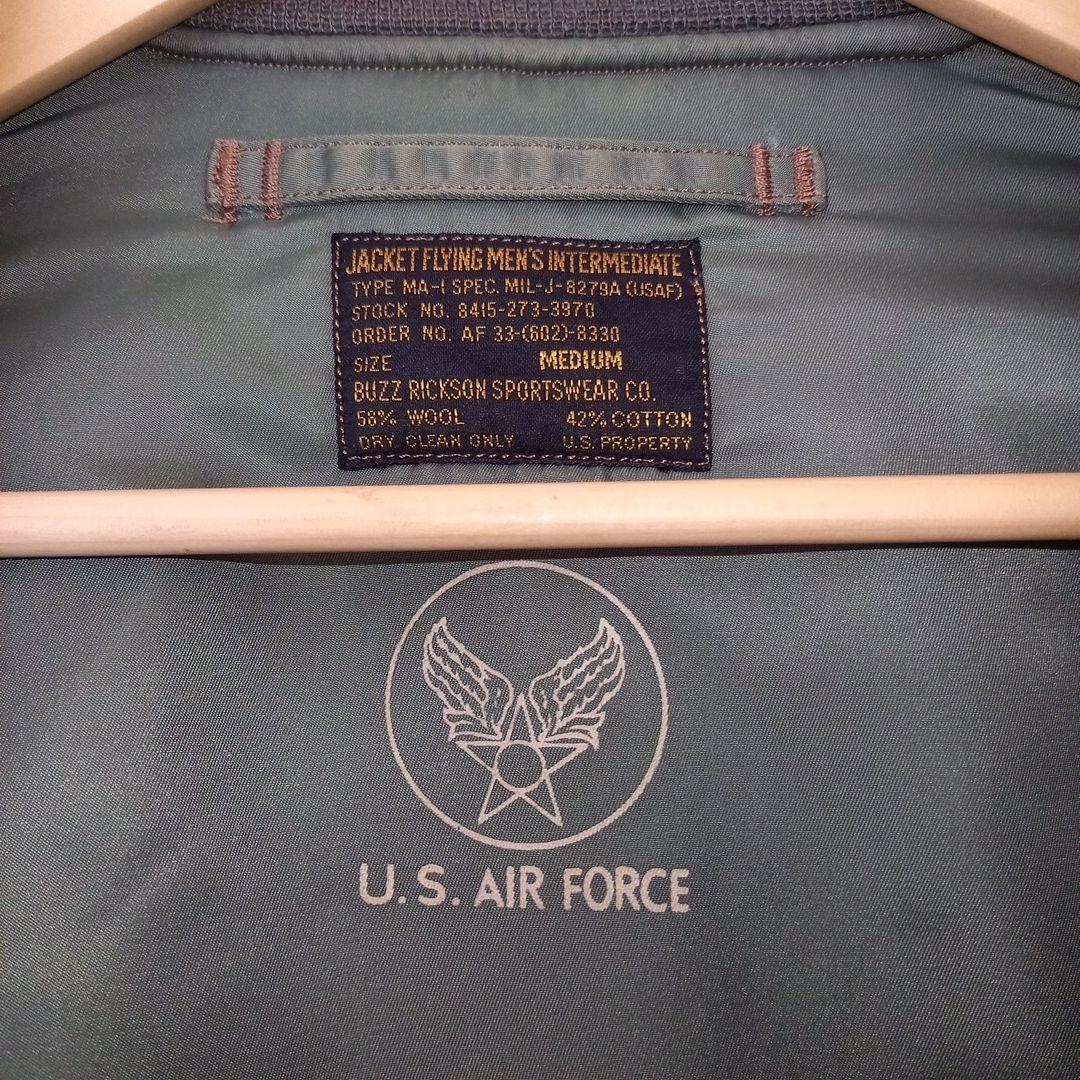 JACKET FLYING MEN'S INTERMEDIATE
TYPE MA-1 SPEC. MIL-J-8279A (USAF)
STOCK NO. 8415-273-3970
ORDER NO. AF 33-(602)-8330
SIZE MEDIUM
BUZZ RICKSON SPORTSWEAR CO.
58% WOOL 42% COTTON
DRY CLEAN ONLY U.S. PROPERTY
U.S. AIR FORCE